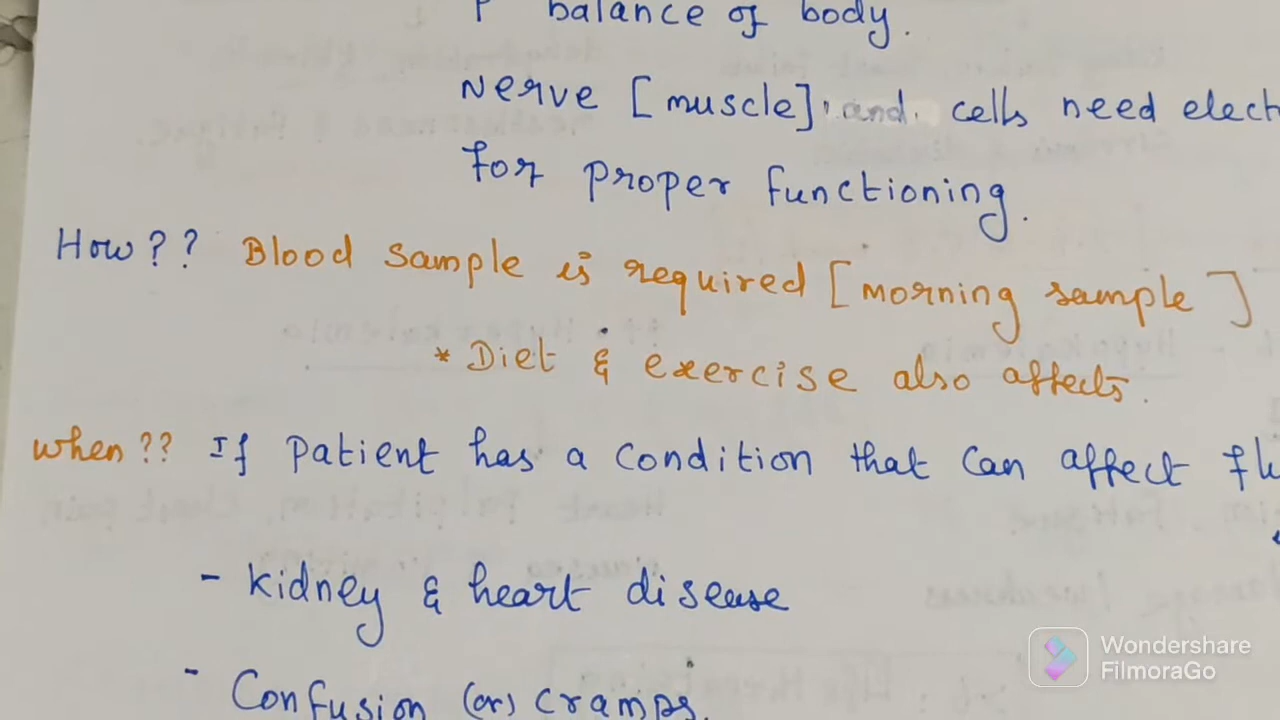 balance of body.
Nerve [muscle] and cells need elect
for proper functioning.
How?? Blood sample is required [morning sample]
* Diet & exercise also affects.
When?? If patient has a condition that can affect flu
- kidney & heart disease
- Confusion (or) cramps.
Wondershare
FilmoraGo